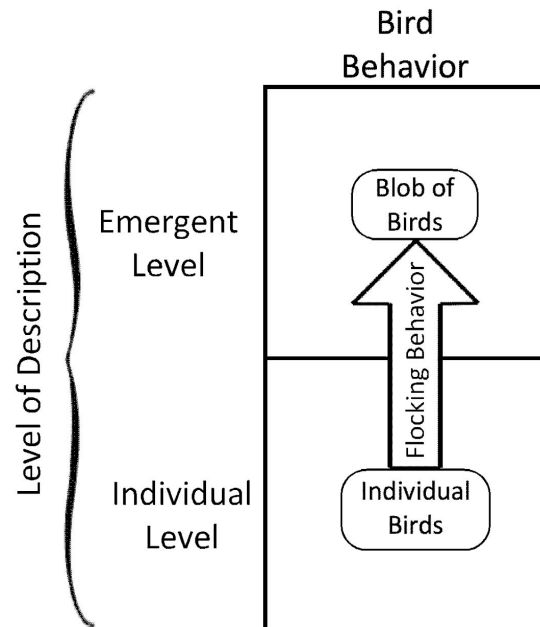 Bird
Behavior
Level of Description
Emergent
Level
Blob of
Birds
Flocking Behavior
Individual
Level
Individual
Birds